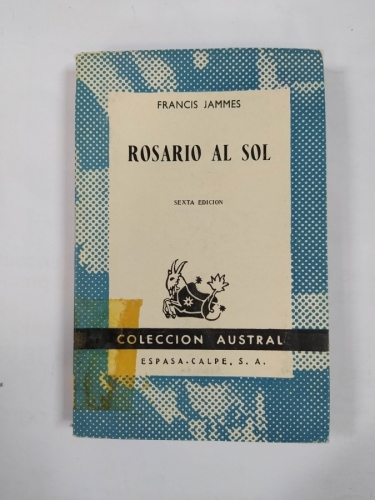 FRANCIS JAMMES
ROSARIO AL SOL
SEXTA EDICION
COLECCION AUSTRAL
ESPASA-CALPE, S. A.